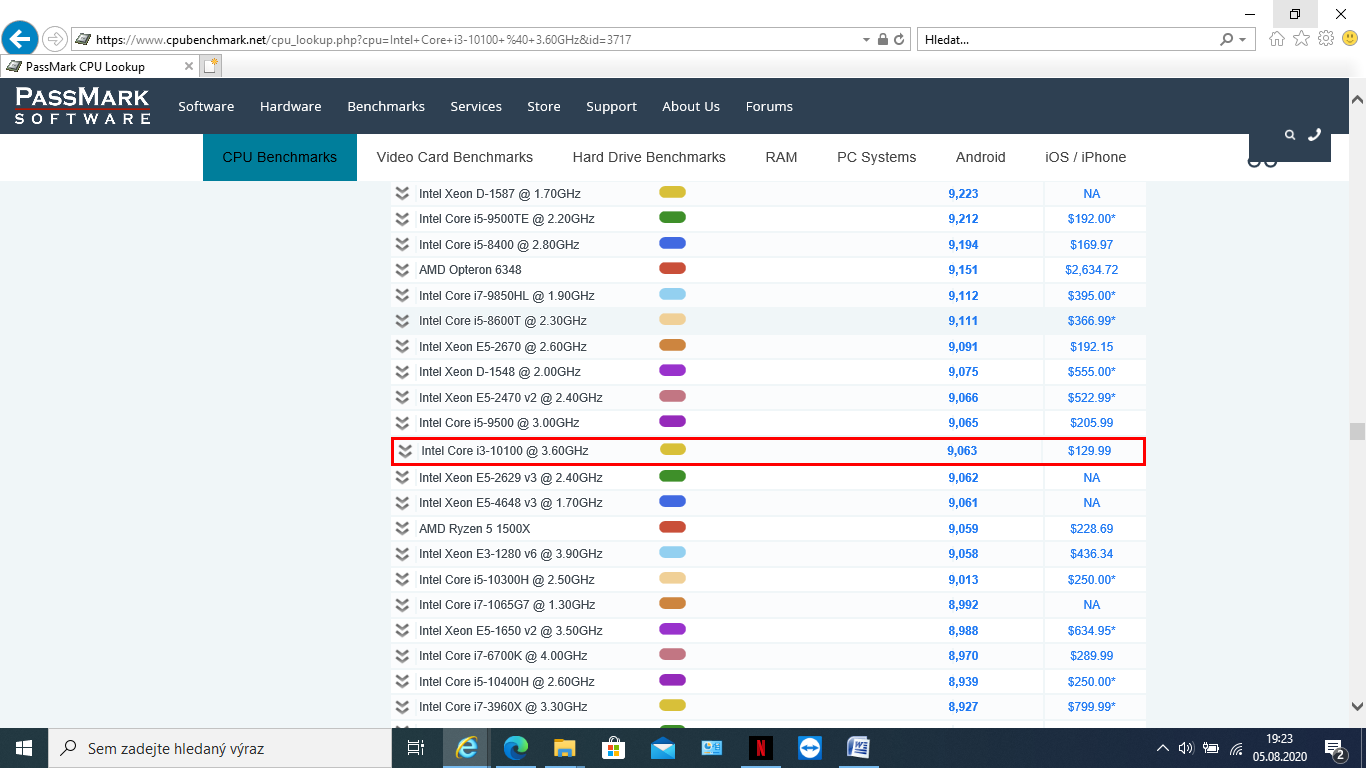 https://www.cpubenchmark.net/cpu_lookup.php?cpu=Intel+Core+i3-10100+%40+3.60GHz&id=3717
Hledat...
PassMark CPU Lookup
PASSMARK
SOFTWARE
Software Hardware Benchmarks Services Store Support About Us Forums
CPU Benchmarks Video Card Benchmarks Hard Drive Benchmarks RAM PC Systems Android iOS / iPhone
Intel Xeon D-1587 @ 1.70GHz 9,223 NA
Intel Core i5-9500TE @ 2.20GHz 9,212 $192.00*
Intel Core i5-8400 @ 2.80GHz 9,194 $169.97
AMD Opteron 6348 9,151 $2,634.72
Intel Core i7-9850HL @ 1.90GHz 9,112 $395.00*
Intel Core i5-8600T @ 2.30GHz 9,111 $366.99*
Intel Xeon E5-2670 @ 2.60GHz 9,091 $192.15
Intel Xeon D-1548 @ 2.00GHz 9,075 $555.00*
Intel Xeon E5-2470 v2 @ 2.40GHz 9,066 $522.99*
Intel Core i5-9500 @ 3.00GHz 9,065 $205.99
Intel Core i3-10100 @ 3.60GHz 9,063 $129.99
Intel Xeon E5-2629 v3 @ 2.40GHz 9,062 NA
Intel Xeon E5-4648 v3 @ 1.70GHz 9,061 NA
AMD Ryzen 5 1500X 9,059 $228.69
Intel Xeon E3-1280 v6 @ 3.90GHz 9,058 $436.34
Intel Core i5-10300H @ 2.50GHz 9,013 $250.00*
Intel Core i7-1065G7 @ 1.30GHz 8,992 NA
Intel Xeon E5-1650 v2 @ 3.50GHz 8,988 $634.95*
Intel Core i7-6700K @ 4.00GHz 8,970 $289.99
Intel Core i5-10400H @ 2.60GHz 8,939 $250.00*
Intel Core i7-3960X @ 3.30GHz 8,927 $799.99*
Sem zadejte hledaný výraz
19:23
05.08.2020
2